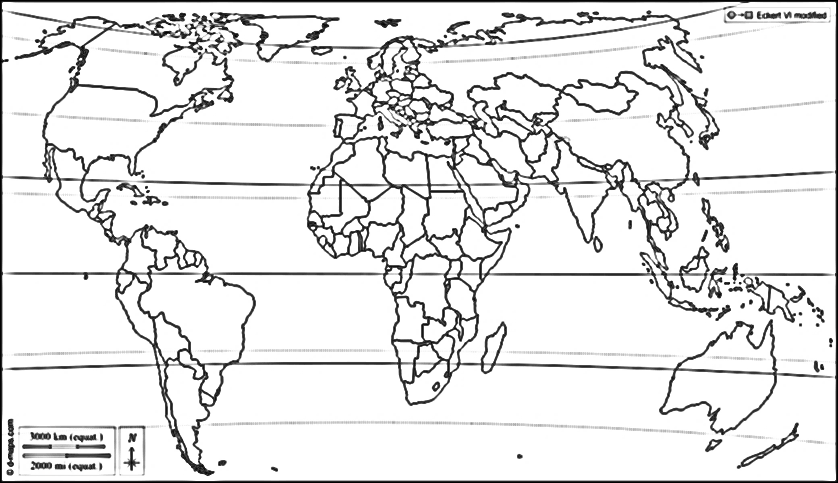 Eckert VI modified
3000 km (equat.)
2000 mi (equat.)
N
© d-maps.com